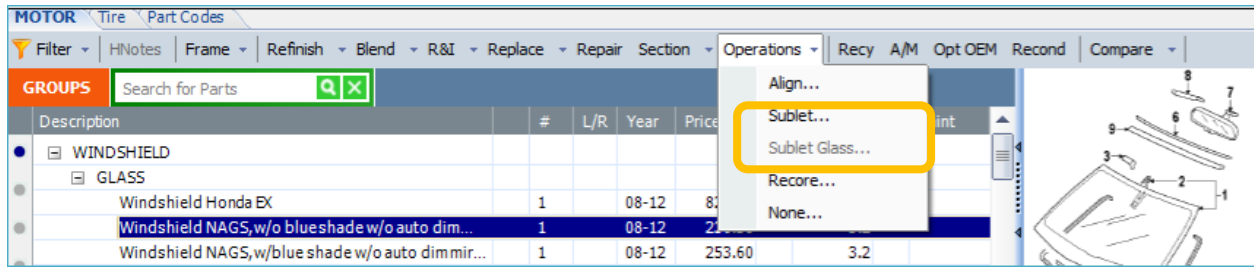 MOTOR Tire Part Codes
Filter HNotes Frame Refinish Blend R&I Replace Repair Section Operations Recy A/M Opt OEM Recond Compare
GROUPS Search for Parts
Align...
Description # L/R Year Price
Sublet...
WINDSHIELD
Sublet Glass...
GLASS
Recore...
Windshield Honda EX 1 08-12
None...
Windshield NAGS,w/o blueshade w/o auto dim... 1 08-12
Windshield NAGS,w/blue shade w/o auto dim mir... 1 08-12 253.60 3.2
8
7
6
9
3
2
1